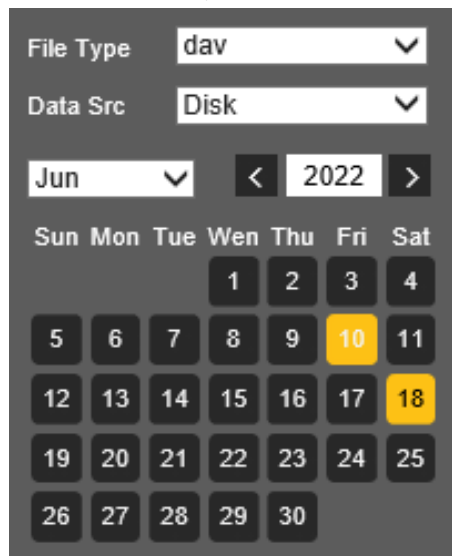 File Type dav
Data Src Disk
Jun < 2022 >
Sun Mon Tue Wen Thu Fri Sat
1 2 3 4
5 6 7 8 9 10 11
12 13 14 15 16 17 18
19 20 21 22 23 24 25
26 27 28 29 30